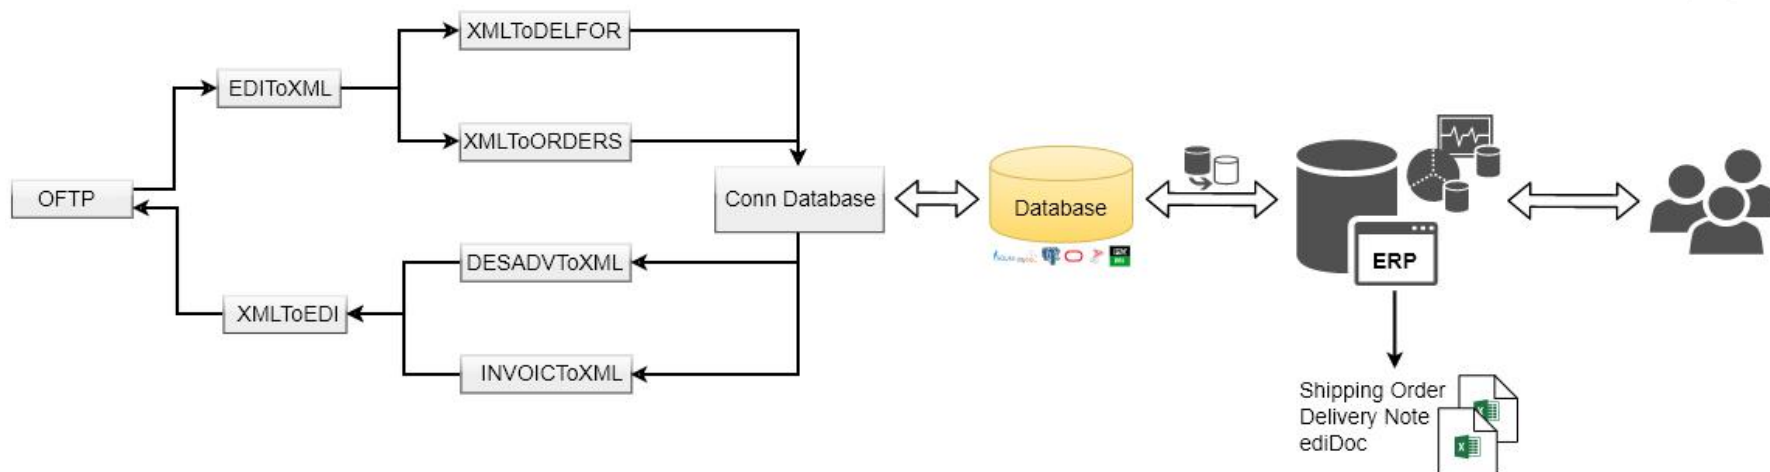 XMLToDELFOR
EDIToXML
XMLToORDERS
OFTP
Conn Database
Database
ERP
DESADVToXML
XMLToEDI
INVOICToXML
Shipping Order
Delivery Note
ediDoc